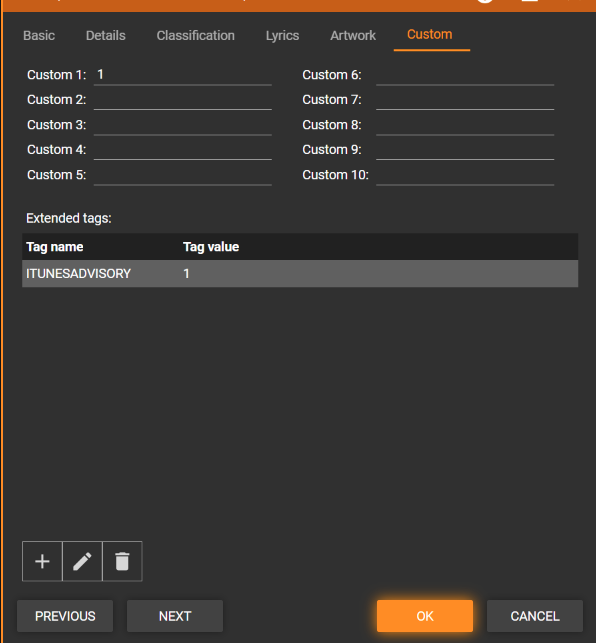 Basic Details Classification Lyrics Artwork Custom
Custom 1: 1 Custom 6:
Custom 2: Custom 7:
Custom 3: Custom 8:
Custom 4: Custom 9:
Custom 5: Custom 10:
Extended tags:
Tag name Tag value
ITUNESADVISORY 1
PREVIOUS NEXT OK CANCEL